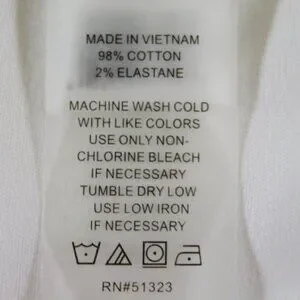 MADE IN VIETNAM
98% COTTON
2% ELASTANE
MACHINE WASH COLD
WITH LIKE COLORS
USE ONLY NON-
CHLORINE BLEACH
IF NECESSARY
TUMBLE DRY LOW
USE LOW IRON
IF NECESSARY
RN#51323